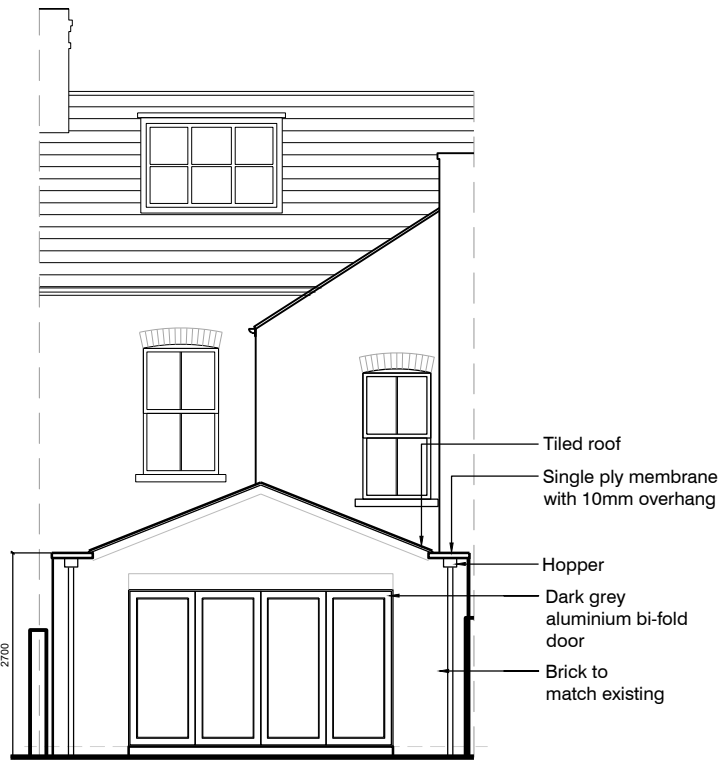 Tiled roof
Single ply membrane
with 10mm overhang
Hopper
Dark grey
aluminium bi-fold
door
Brick to
match existing
2700